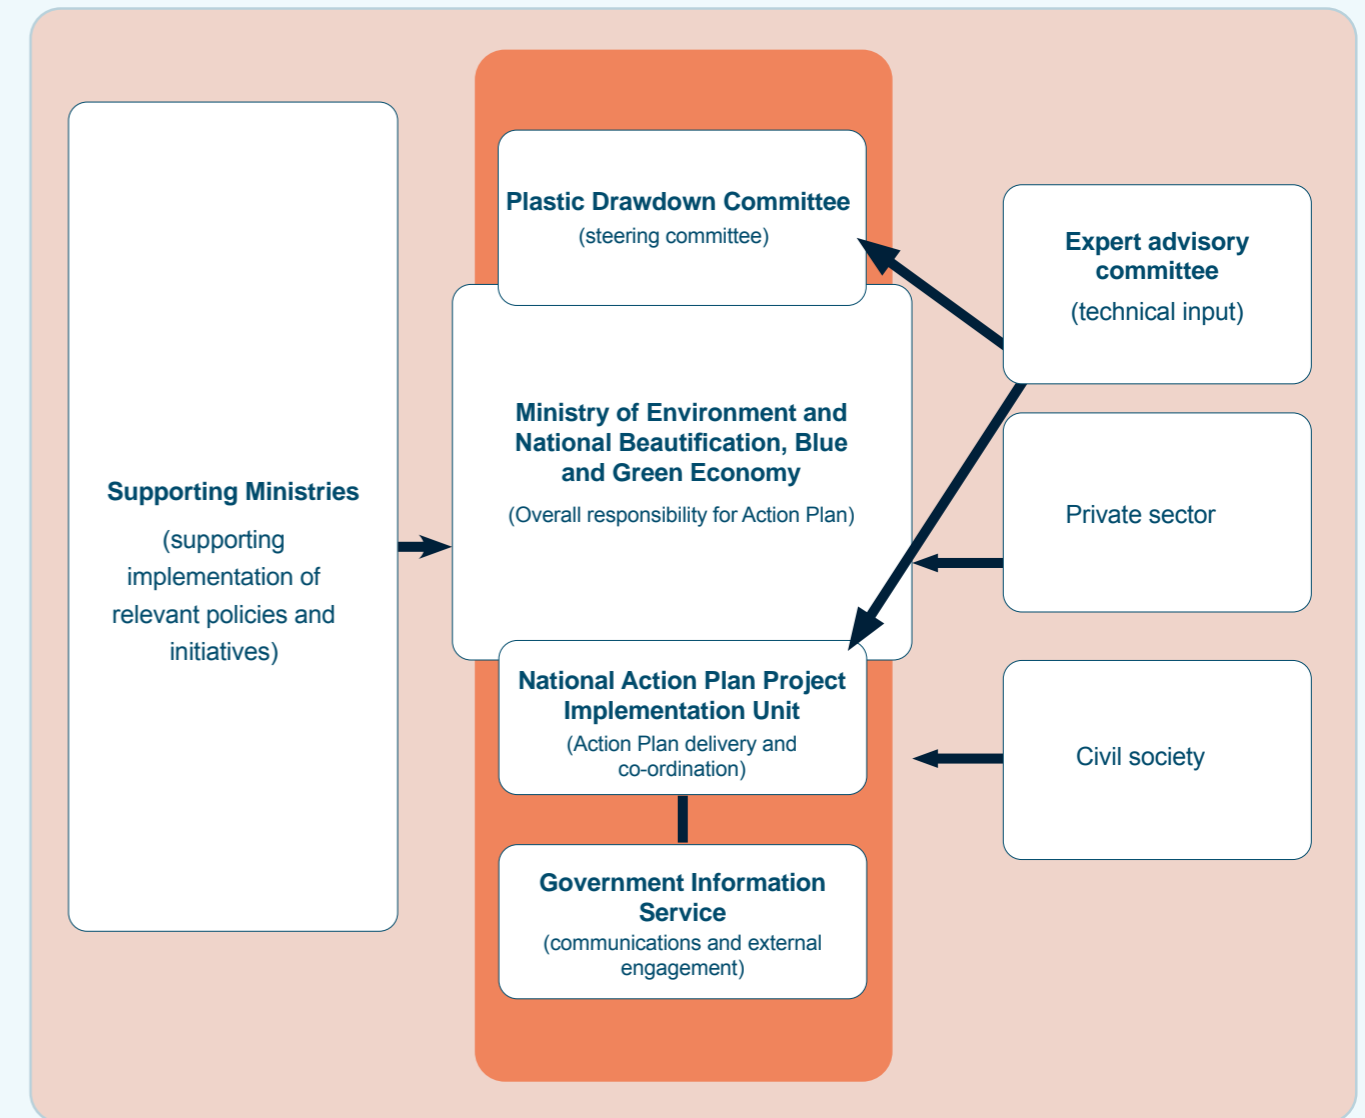 Supporting Ministries
(supporting
implementation of
relevant policies and
initiatives)
Plastic Drawdown Committee
(steering committee)
Ministry of Environment and
National Beautification, Blue
and Green Economy
(Overall responsibility for Action Plan)
National Action Plan Project
Implementation Unit
(Action Plan delivery and
co-ordination)
Government Information
Service
(communications and external
engagement)
Expert advisory
committee
(technical input)
Private sector
Civil society